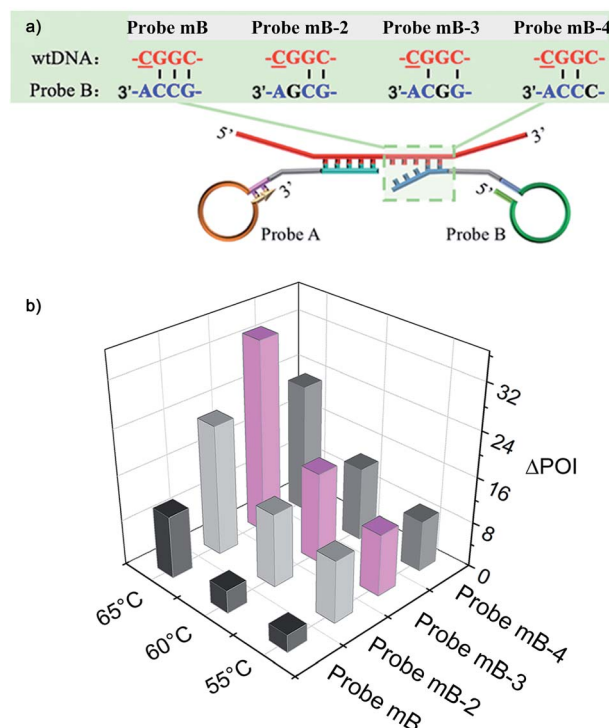 a) Probe mB Probe mB-2 Probe mB-3 Probe mB-4
wtDNA: -CGGC- -CGGC- -CGGC- -CGGC-
Probe B: 3'-ACCG- 3'-AGCG- 3'-ACGG- 3'-ACCC-
5' 3'
3' 5'
Probe A Probe B
b)
32
24
ΔPOI
16
8
0
65°C Probe mB-4
60°C Probe mB-3
55°C Probe mB-2
Probe mB